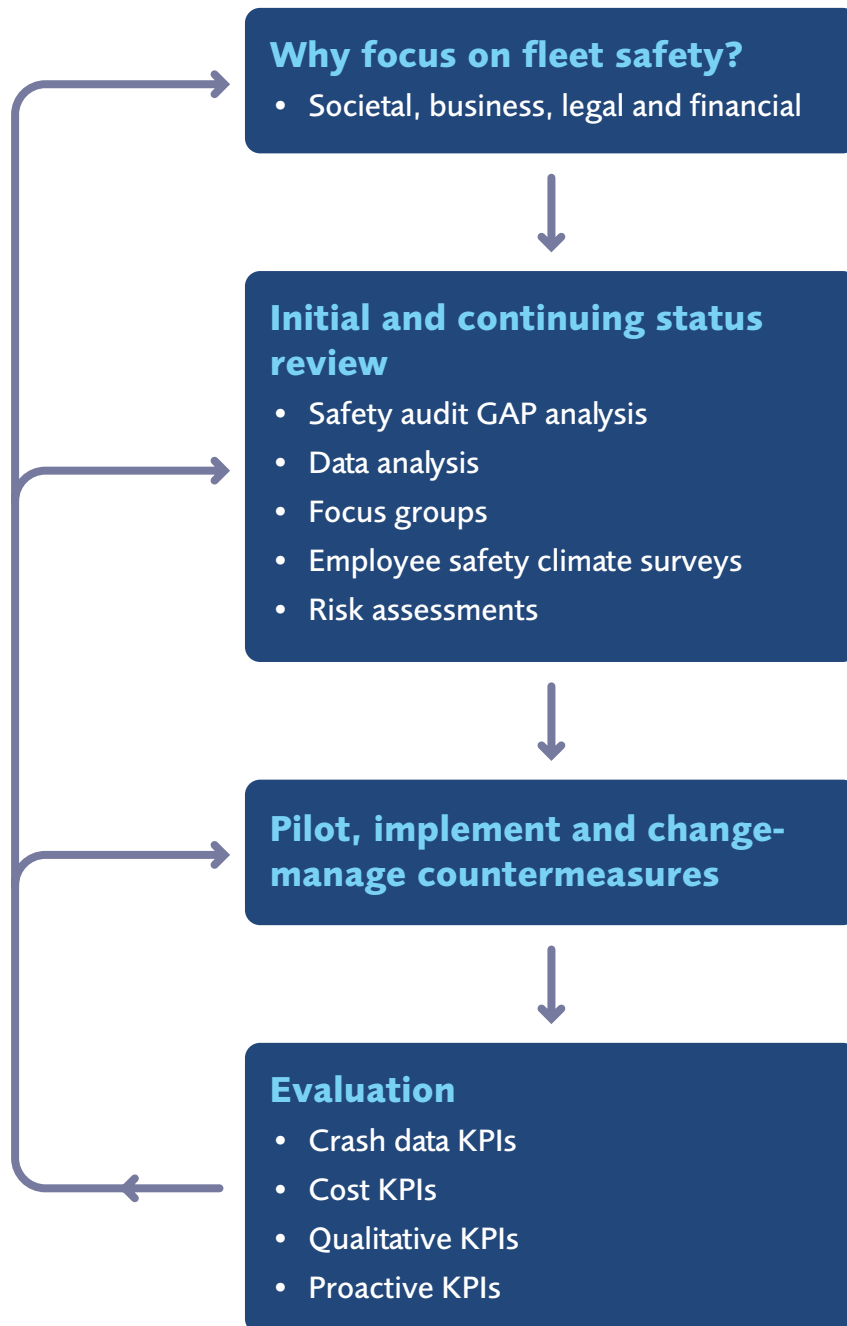 Why focus on fleet safety?
• Societal, business, legal and financial
Initial and continuing status
review
• Safety audit GAP analysis
• Data analysis
• Focus groups
• Employee safety climate surveys
• Risk assessments
Pilot, implement and change-
manage countermeasures
Evaluation
• Crash data KPIs
• Cost KPIs
• Qualitative KPIs
• Proactive KPIs